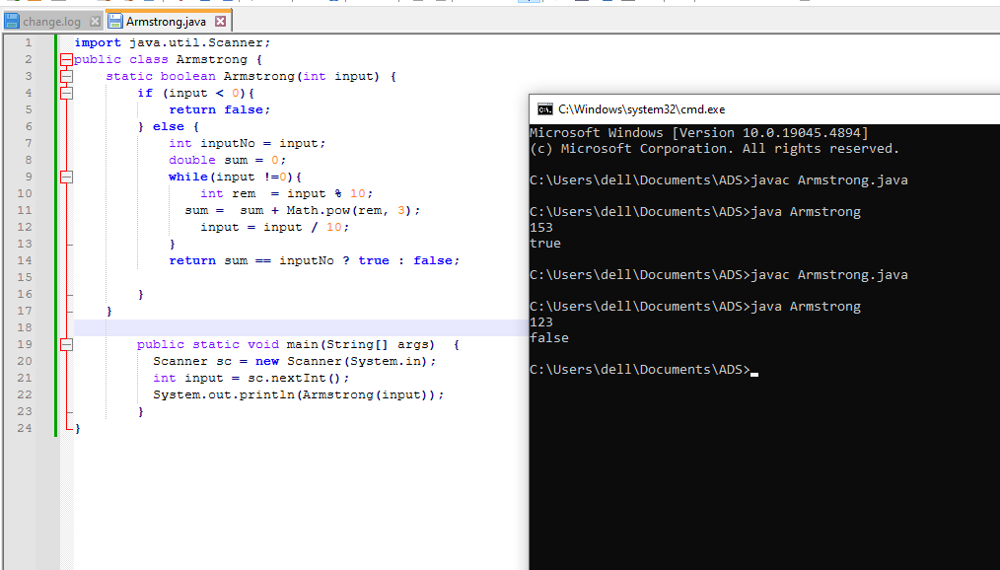 change.log
Armstrong.java
1 import java.util.Scanner;
2 public class Armstrong {
3 static boolean Armstrong(int input) {
4 if (input < 0){
5 return false;
6 } else {
7 int inputNo = input;
8 double sum = 0;
9 while(input !=0){
10 int rem  = input % 10;
11 sum =  sum + Math.pow(rem, 3);
12 input = input / 10;
13 }
14 return sum == inputNo ? true : false;
15
16 }
17 }
18
19 public static void main(String[] args)  {
20 Scanner sc = new Scanner(System.in);
21 int input = sc.nextInt();
22 System.out.println(Armstrong(input));
23 }
24 }
C:\Windows\system32\cmd.exe
Microsoft Windows [Version 10.0.19045.4894]
(c) Microsoft Corporation. All rights reserved.
C:\Users\dell\Documents\ADS>javac Armstrong.java
C:\Users\dell\Documents\ADS>java Armstrong
153
true
C:\Users\dell\Documents\ADS>javac Armstrong.java
C:\Users\dell\Documents\ADS>java Armstrong
123
false
C:\Users\dell\Documents\ADS>